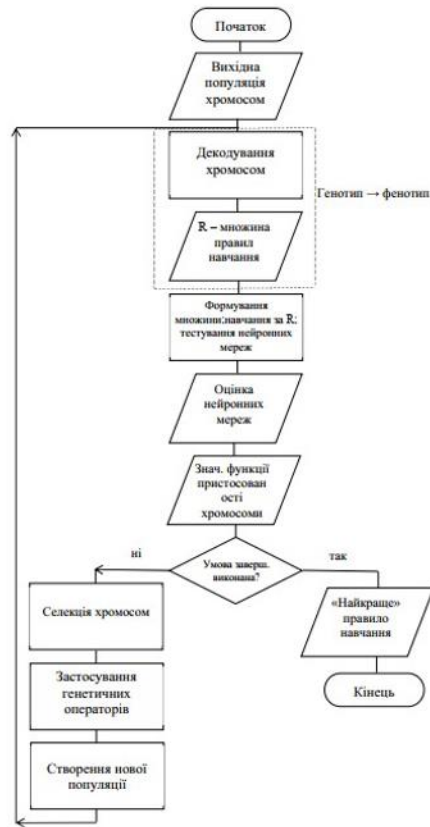 Початок
Вихідна
популяція
хромосом
Декодування
хромосом
Генотип → фенотип
R – множина
правил
навчання
Формування
множини:навчання за R;
тестування нейронних
мереж
Оцінка
нейронних
мереж
Знач. функції
пристосован
ості
хромосоми
Умова заверш.
виконана?
ні
так
Селекція хромосом
«Найкраще»
правило
навчання
Застосування
генетичних
операторів
Кінець
Створення нової
популяції